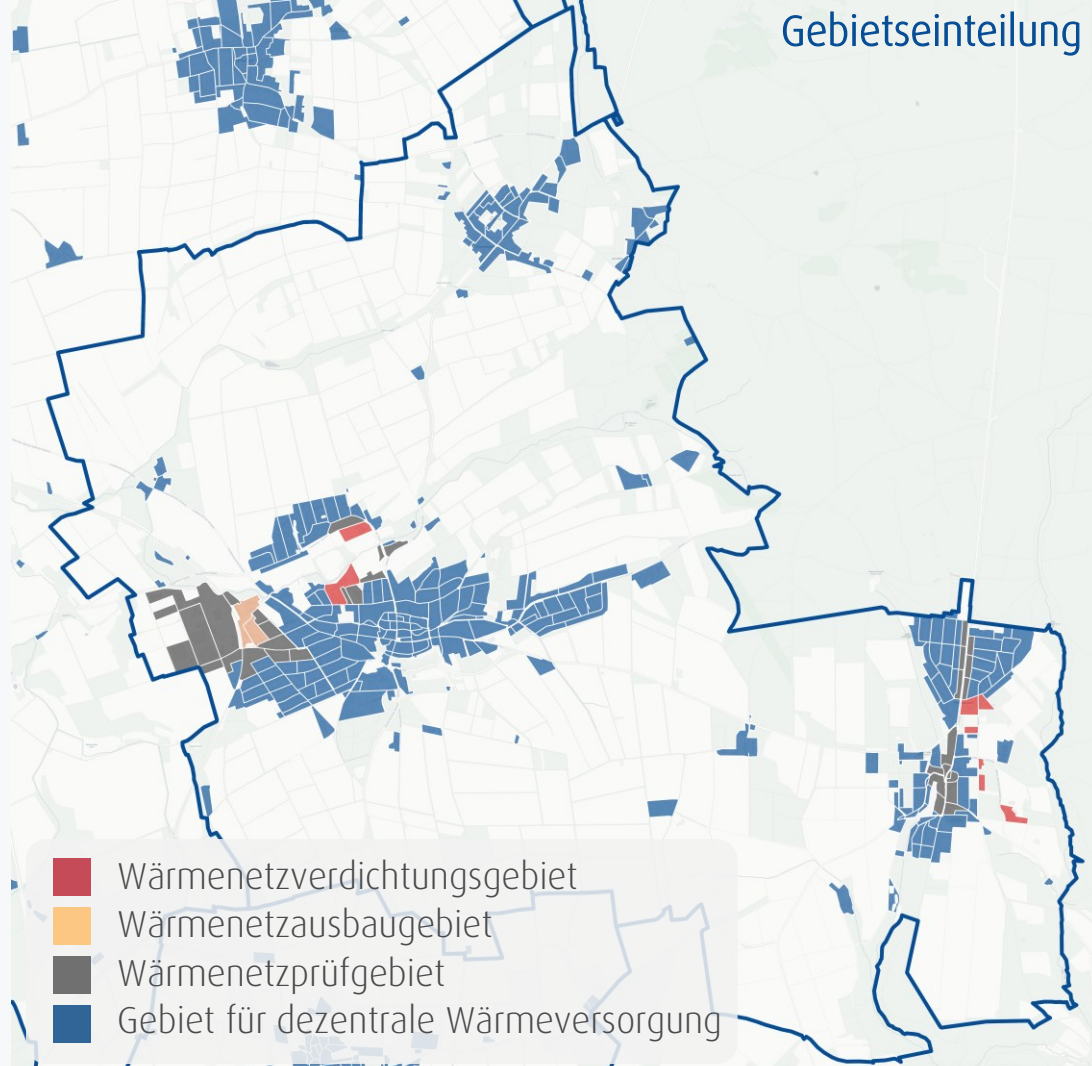 Gebietseinteilung
Wärmenetzverdichtungsgebiet
Wärmenetzausbaugebiet
Wärmenetzprüfgebiet
Gebiet für dezentrale Wärmeversorgung